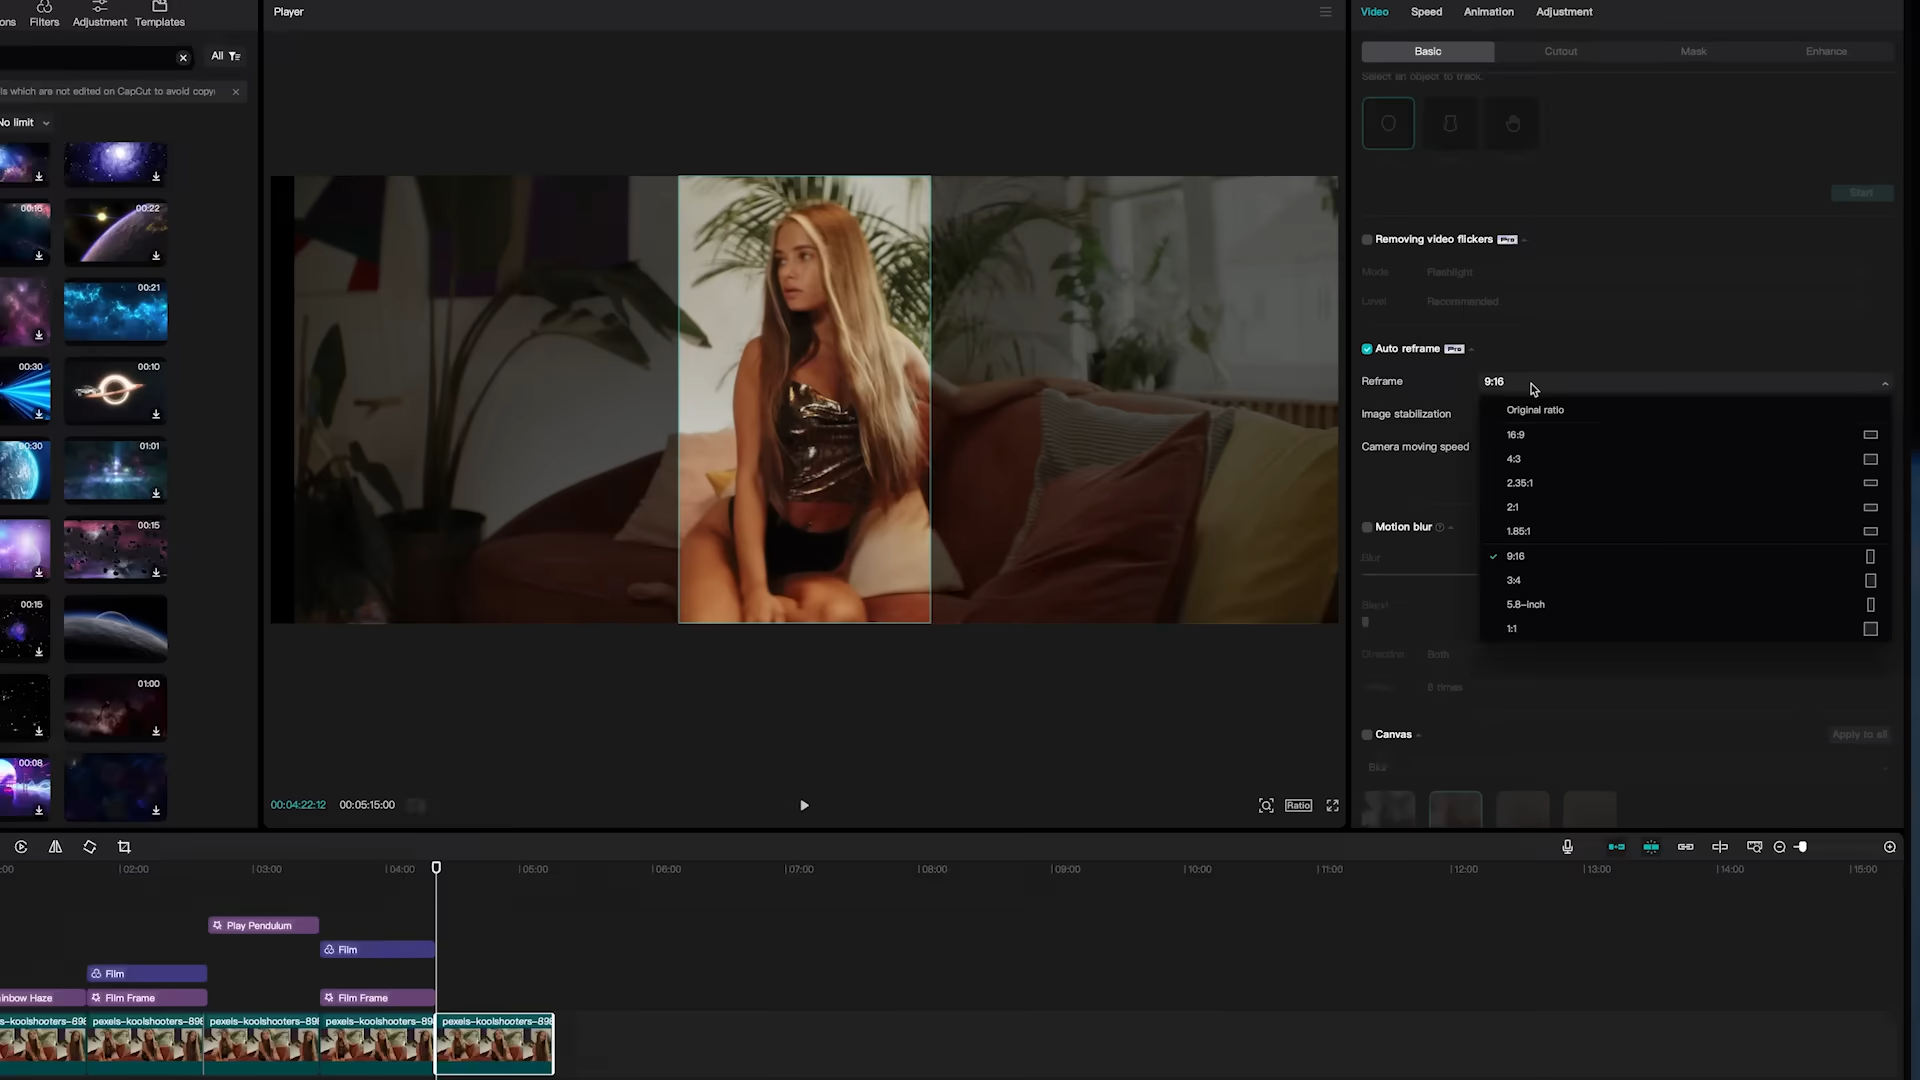 ons
Filters
Adjustment
Templates
All
ls which are not edited on CapCut to avoid copy
No limit
00:16
00:22
00:21
00:30
00:10
00:30
01:01
00:15
00:15
01:00
00:08
Player
00:04:22:12
00:05:15:00
Ratio
Video
Speed
Animation
Adjustment
Basic
Cutout
Mask
Enhance
Select an object to track.
Start
Removing video flickers Pro
Mode Flashlight
Level Recommended
Auto reframe Pro
Reframe 9:16
Image stabilization
Camera moving speed
Original ratio
16:9
4:3
2.35:1
2:1
1.85:1
9:16
3:4
5.8-inch
1:1
Motion blur
Blur
Blend
Direction Both
8 times
Canvas
Apply to all
Blur
:00
02:00
03:00
04:00
05:00
06:00
07:00
08:00
09:00
10:00
11:00
12:00
13:00
14:00
15:00
Play Pendulum
Film
Film
inbow Haze
Film Frame
Film Frame
s-koolshooters-698
pexels-koolshooters-698
pexels-koolshooters-698
pexels-koolshooters-69
pexels-koolshooters-698